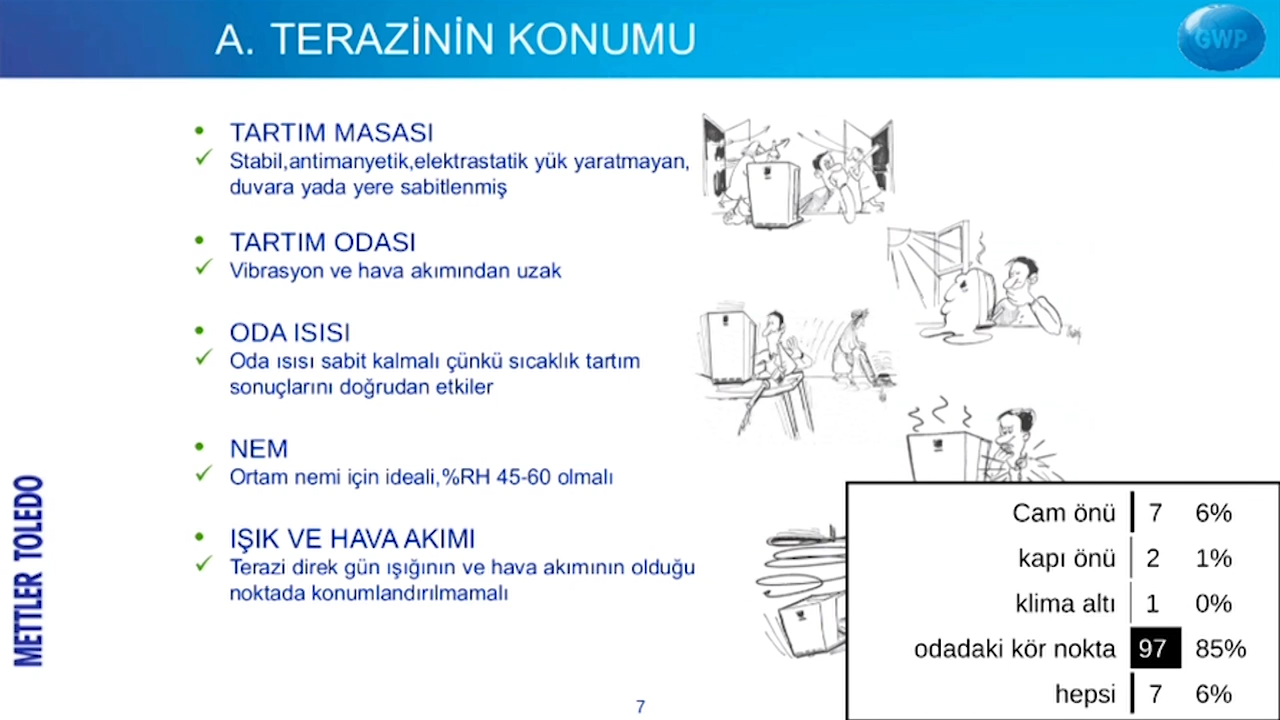 A. TERAZİNİN KONUMU
GWP
• TARTIM MASASI
✓ Stabil,antimanyetik,elektrastatik yük yaratmayan,
duvara yada yere sabitlenmiş
• TARTIM ODASI
✓ Vibrasyon ve hava akımından uzak
• ODA ISISI
✓ Oda ısısı sabit kalmalı çünkü sıcaklık tartım
sonuçlarını doğrudan etkiler
• NEM
✓ Ortam nemi için ideali,%RH 45-60 olmalı
• IŞIK VE HAVA AKIMI
✓ Terazi direk gün ışığının ve hava akımının olduğu
noktada konumlandırılmamalı
METTLER TOLEDO
Cam önü 7 6%
kapı önü 2 1%
klima altı 1 0%
odadaki kör nokta 97 85%
hepsi 7 6%
7